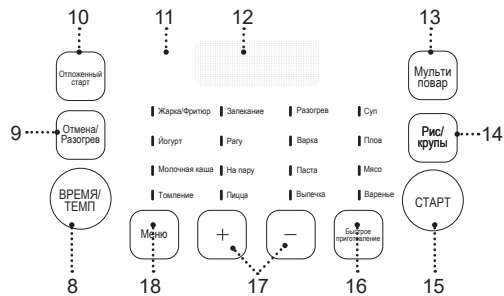 10 11 12 13
Отложенный
старт
Мульти
повар
9
Отмена/
Разогрев
Рис/
крупы
14
Жарка/Фритюр Запекание Разогрев Суп
Йогурт Рагу Варка Плов
Молочная каша На пару Паста Мясо
Томление Пицца Выпечка Варенье
ВРЕМЯ/
ТЕМП
СТАРТ
Меню + − Быстрое
приготовление
8 18 17 16 15